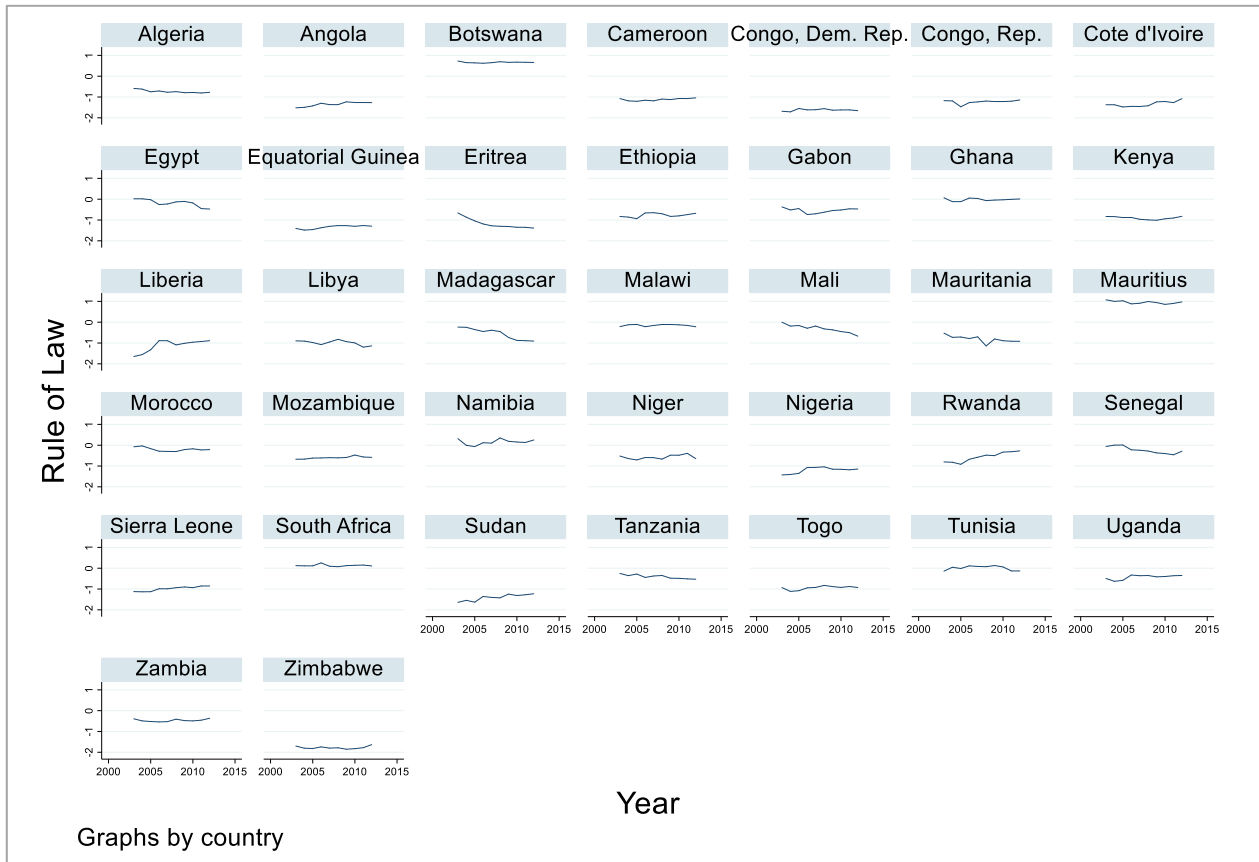 Algeria Angola Botswana Cameroon Congo, Dem. Rep. Congo, Rep. Cote d'Ivoire
1
0
-1
-2
Egypt Equatorial Guinea Eritrea Ethiopia Gabon Ghana Kenya
1
0
-1
-2
Liberia Libya Madagascar Malawi Mali Mauritania Mauritius
1
0
-1
-2
Rule of Law
Morocco Mozambique Namibia Niger Nigeria Rwanda Senegal
1
0
-1
-2
Sierra Leone South Africa Sudan Tanzania Togo Tunisia Uganda
1
0
-1
-2
2000 2005 2010 2015 2000 2005 2010 2015 2000 2005 2010 2015 2000 2005 2010 2015 2000 2005 2010 2015
Zambia Zimbabwe
1
0
-1
-2
2000 2005 2010 2015 2000 2005 2010 2015
Year
Graphs by country